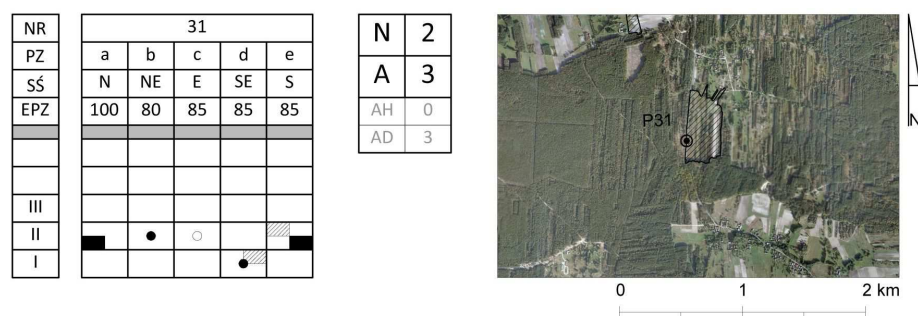 NR 31
PZ a b c d e
SŚ N NE E SE S
EPZ 100 80 85 85 85
III
II
I
N 2
A 3
AH 0
AD 3
P31
N
0 1 2 km